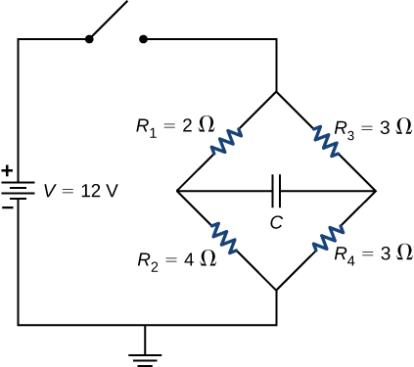 R₁ = 2 Ω
R₃ = 3 Ω
+
V = 12 V
−
C
R₂ = 4 Ω
R₄ = 3 Ω